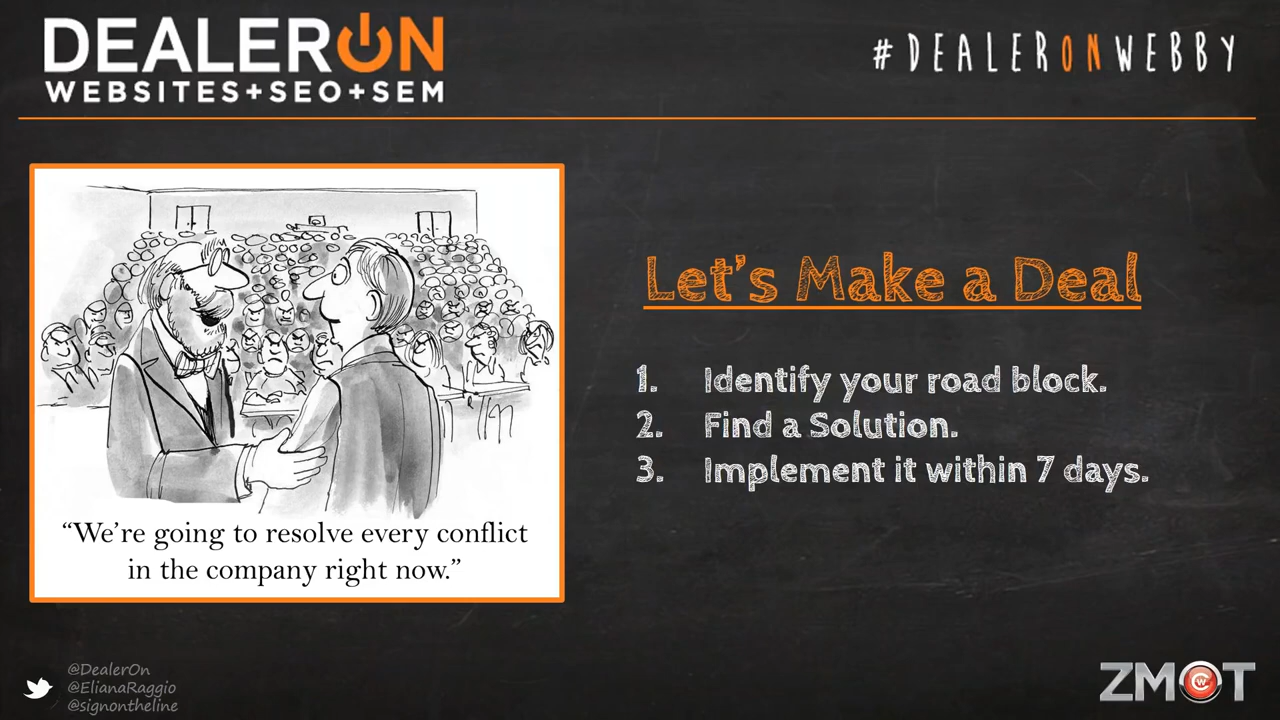 DEALERON
WEBSITES+SEO+SEM
#DEALERONWEBBY
“We’re going to resolve every conflict
in the company right now.”
Let’s Make a Deal
1. Identify your road block.
2. Find a Solution.
3. Implement it within 7 days.
@DealerOn
@ElianaRaggio
@signontheline
ZMOT